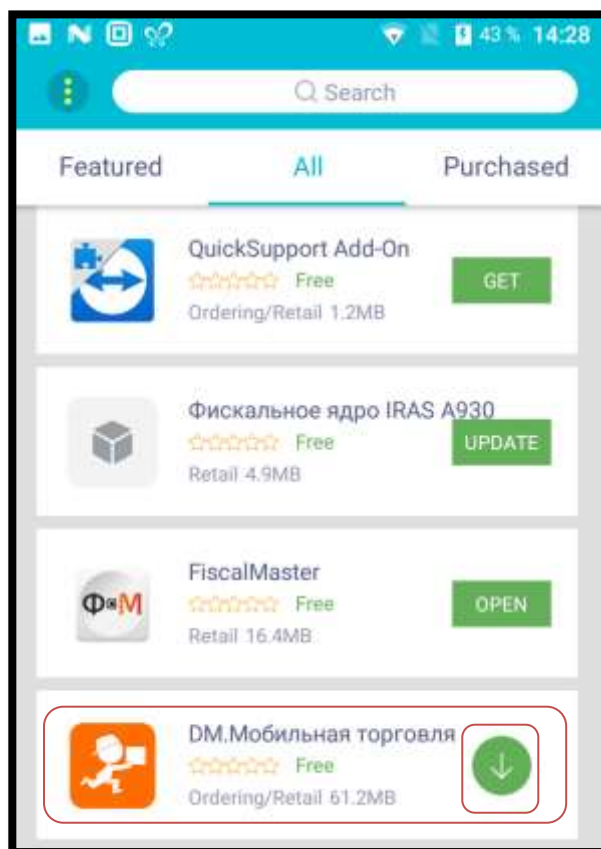 43 % 14:28
Search
Featured All Purchased
QuickSupport Add-On
Free
GET
Ordering/Retail 1.2MB
Фискальное ядро IRAS A930
Free
UPDATE
Retail 4.9MB
FiscalMaster
Free
ФМ
OPEN
Retail 16.4MB
DM.Мобильная торговля
Free
Ordering/Retail 61.2MB